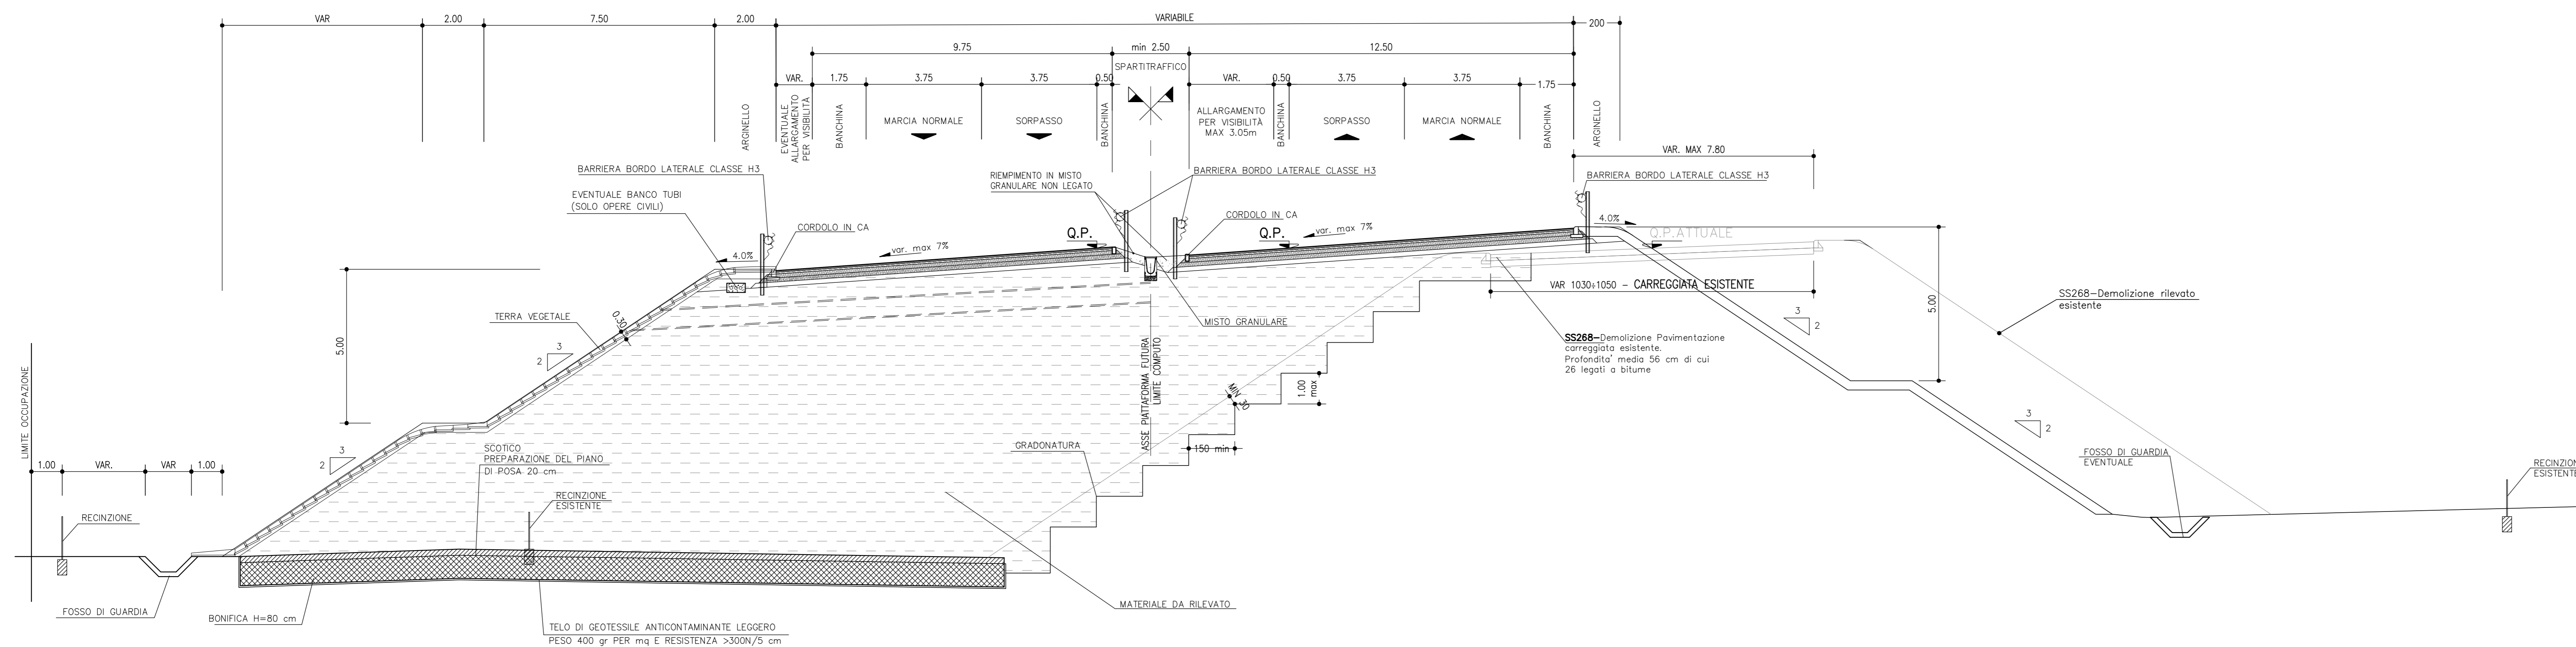 VAR
2.00
7.50
2.00
VARIABILE
200
9.75
min 2.50
12.50
SPARTITRAFFICO
VAR.
1.75
3.75
3.75
0.50
VAR.
0.50
3.75
3.75
1.75
ARGINELLO
EVENTUALE
ALLARGAMENTO
PER VISIBILITÀ
BANCHINA
MARCIA NORMALE
SORPASSO
BANCHINA
ALLARGAMENTO
PER VISIBILITÀ
MAX 3.05m
BANCHINA
SORPASSO
MARCIA NORMALE
BANCHINA
ARGINELLO
VAR. MAX 7.80
BARRIERA BORDO LATERALE CLASSE H3
EVENTUALE BANCO TUBI
(SOLO OPERE CIVILI)
RIEMPIMENTO IN MISTO
GRANULARE NON LEGATO
BARRIERA BORDO LATERALE CLASSE H3
BARRIERA BORDO LATERALE CLASSE H3
CORDOLO IN CA
CORDOLO IN CA
4.0%
var. max 7%
Q.P.
Q.P.
var. max 7%
4.0%
Q.P.ATTUALE
VAR 1030÷1050 - CARREGGIATA ESISTENTE
SS268-Demolizione rilevato
esistente
TERRA VEGETALE
0.30
MISTO GRANULARE
SS268-Demolizione Pavimentazione
carreggiata esistente.
Profondita' media 56 cm di cui
26 legati a bitume
5.00
5.00
3
2
3
2
ASSE PIATTAFORMA FUTURA
LIMITE COMPUTO
MIN 30
1.00
max
150 min
LIMITE OCCUPAZIONE
1.00
VAR.
VAR
1.00
3
2
3
2
SCOTICO
PREPARAZIONE DEL PIANO
DI POSA 20 cm
GRADONATURA
RECINZIONE
ESISTENTE
FOSSO DI GUARDIA
EVENTUALE
RECINZION
ESISTENTE
RECINZIONE
FOSSO DI GUARDIA
BONIFICA H=80 cm
MATERIALE DA RILEVATO
TELO DI GEOTESSILE ANTICONTAMINANTE LEGGERO
PESO 400 gr PER mq E RESISTENZA >300N/5 cm